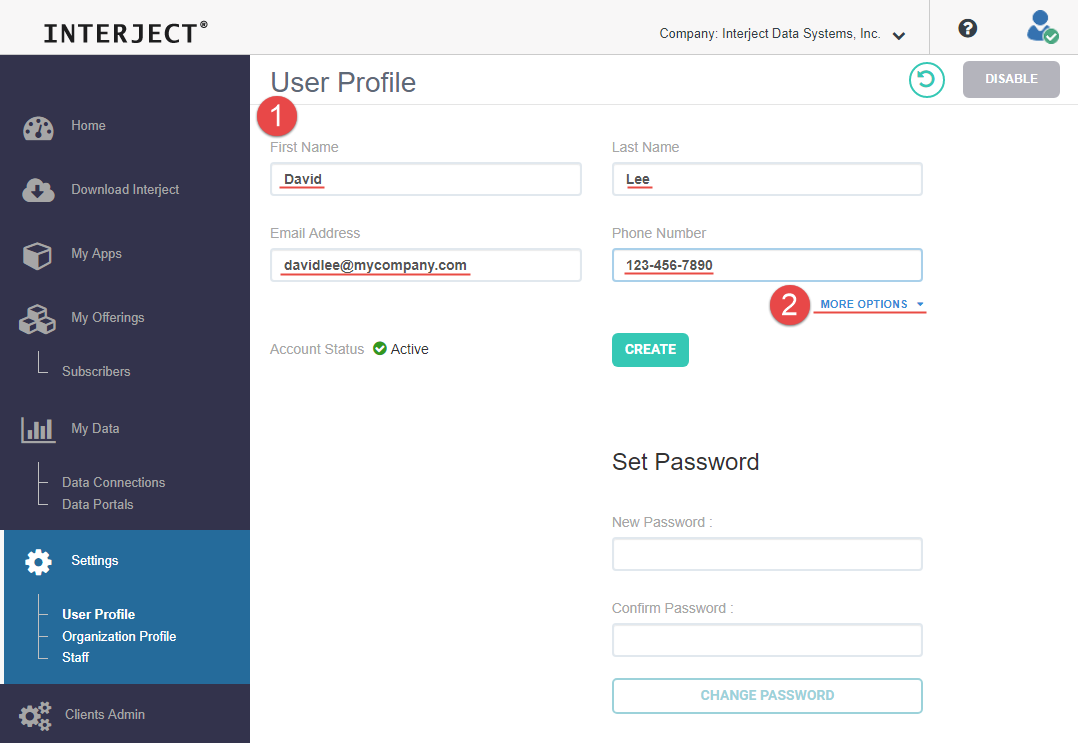 INTERJECT®
Company: Interject Data Systems, Inc.
?
Home
Download Interject
My Apps
My Offerings
Subscribers
My Data
Data Connections
Data Portals
Settings
User Profile
Organization Profile
Staff
Clients Admin
User Profile
DISABLE
1
First Name
Last Name
David
Lee
Email Address
Phone Number
davidlee@mycompany.com
123-456-7890
2
MORE OPTIONS
Account Status
Active
CREATE
Set Password
New Password :
Confirm Password :
CHANGE PASSWORD